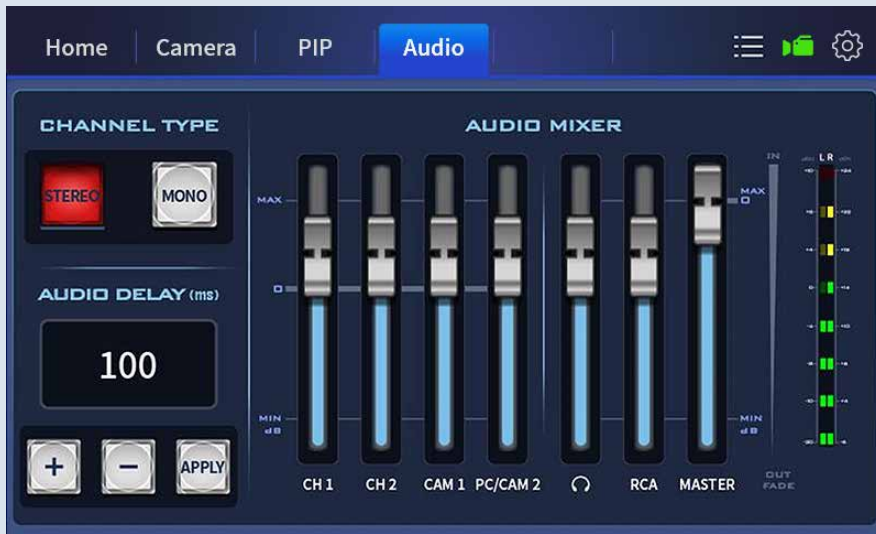 Home Camera PIP Audio
CHANNEL TYPE
STEREO MONO
AUDIO DELAY (ms)
100
+ - APPLY
AUDIO MIXER
MAX
0
MIN
dB
MAX
0
MIN
dB
CH 1 CH 2 CAM 1 PC/CAM 2 RCA MASTER
IN
OUT
FADE
L R